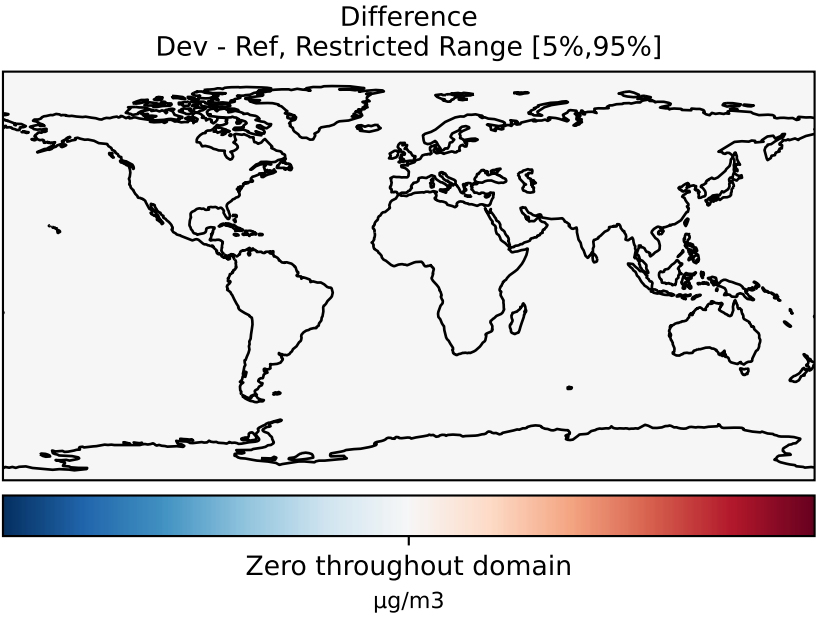 Difference
Dev - Ref, Restricted Range [5%,95%]
Zero throughout domain
μg/m3